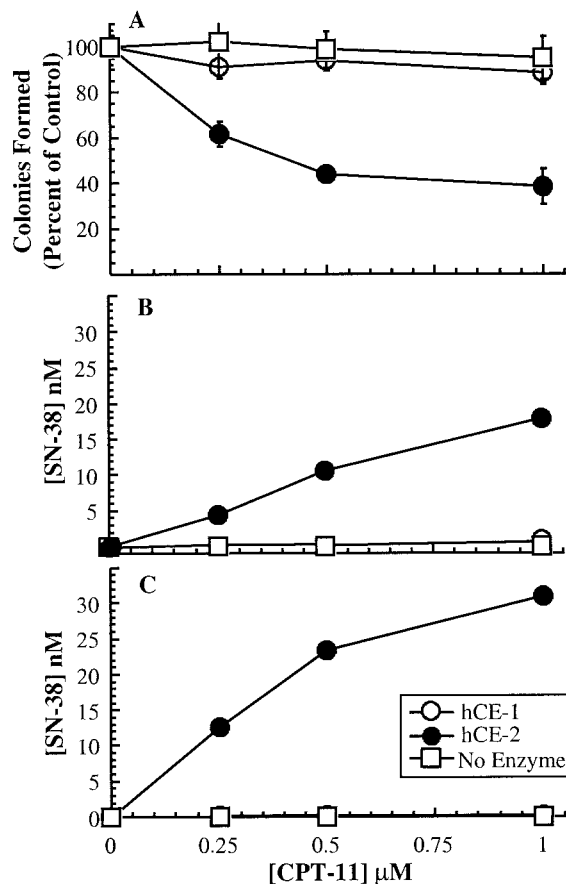 A
Colonies Formed
(Percent of Control)
100
80
60
40
20
B
[SN-38] nM
35
30
25
20
15
10
5
C
[SN-38] nM
35
30
25
20
15
10
5
0
hCE-1
hCE-2
No Enzyme
0 0.25 0.5 0.75 1
[CPT-11] μM